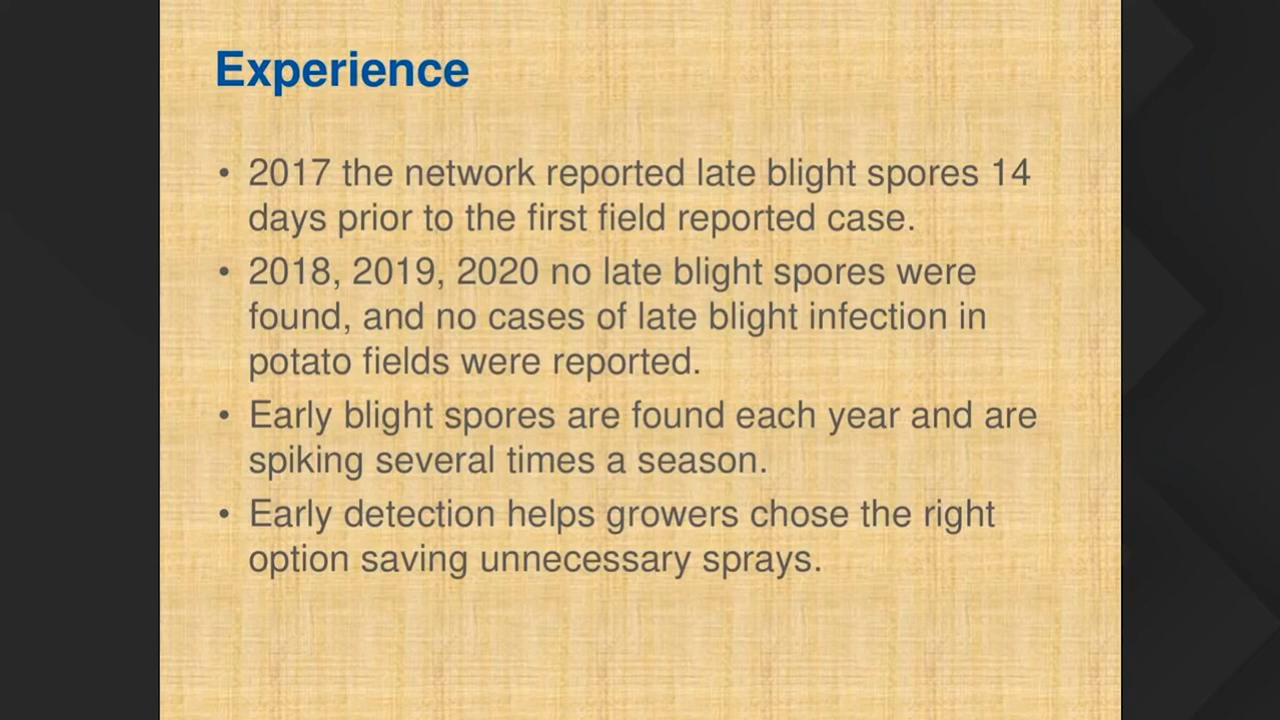 Experience
• 2017 the network reported late blight spores 14
days prior to the first field reported case.
• 2018, 2019, 2020 no late blight spores were
found, and no cases of late blight infection in
potato fields were reported.
• Early blight spores are found each year and are
spiking several times a season.
• Early detection helps growers chose the right
option saving unnecessary sprays.